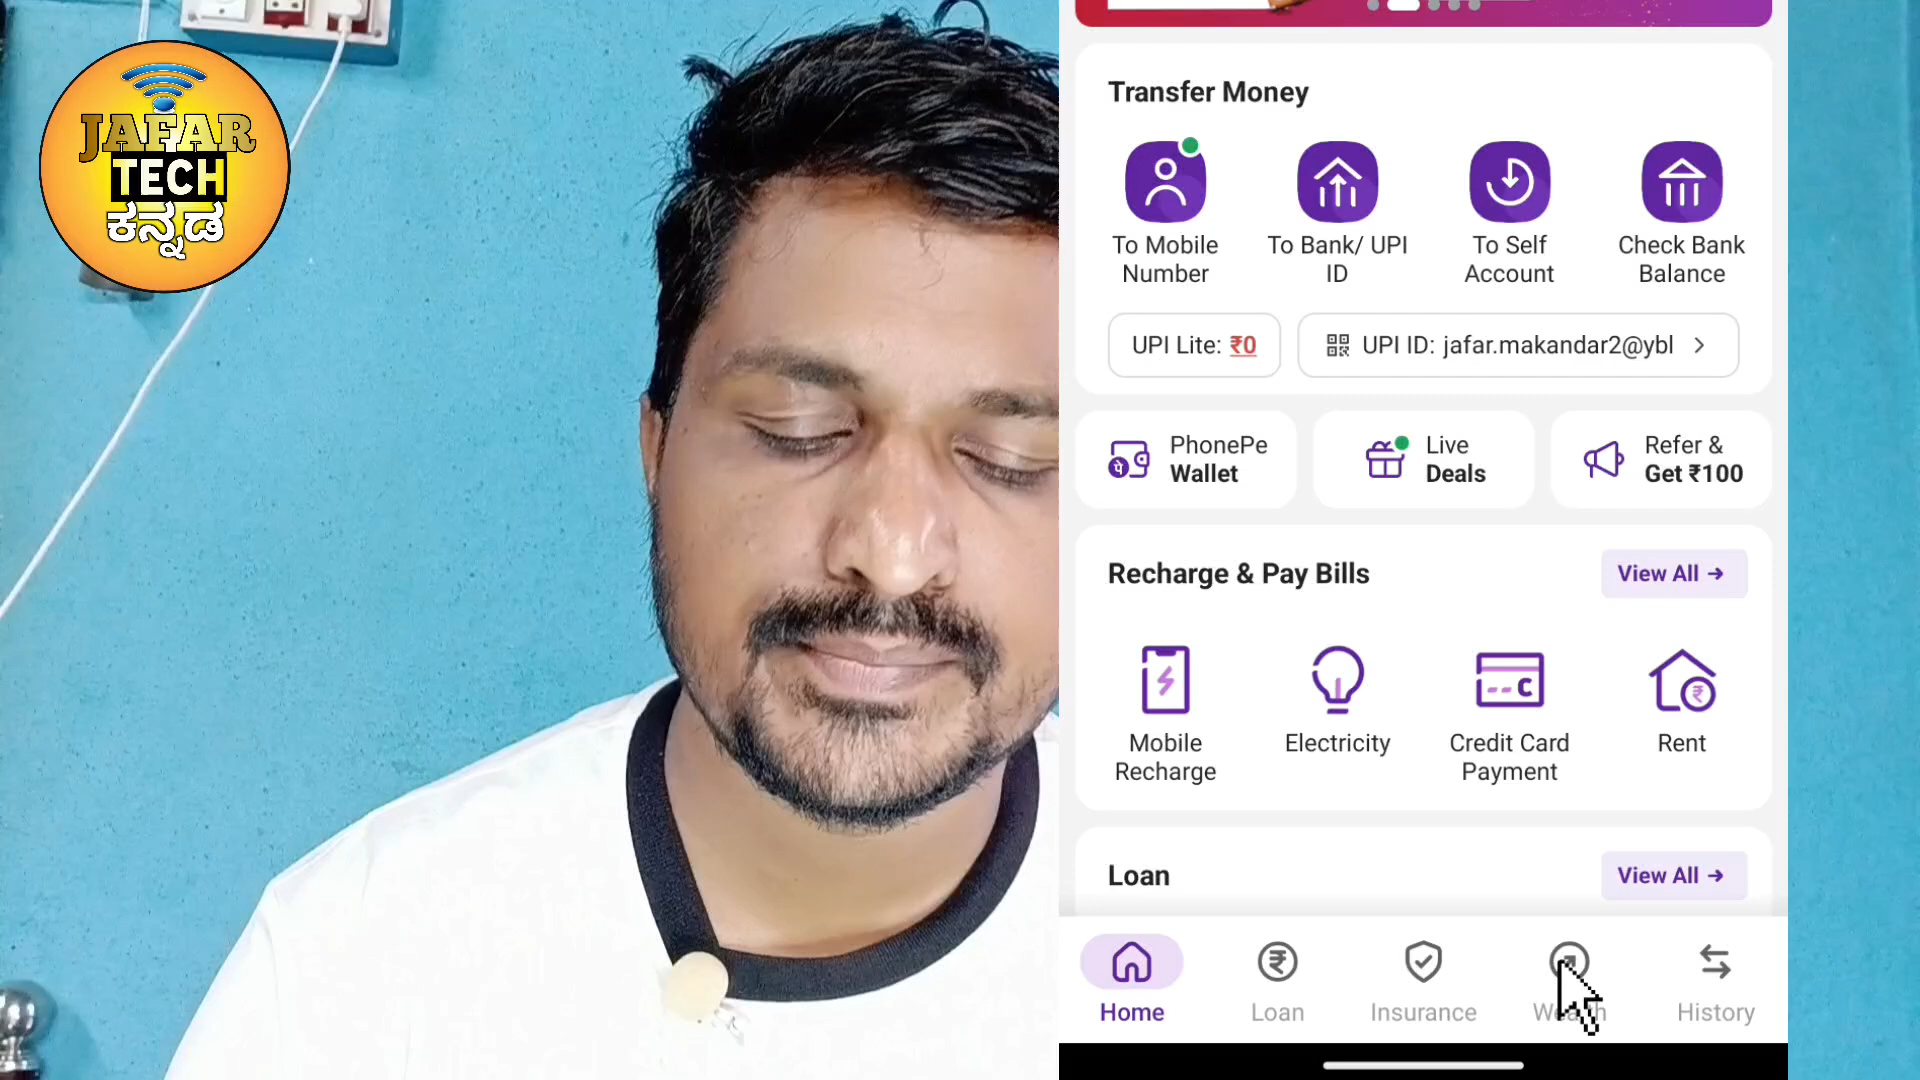 JAFAR
TECH
ಕನ್ನಡ
Transfer Money
To Mobile
Number
To Bank/ UPI
ID
To Self
Account
Check Bank
Balance
UPI Lite: ₹0
UPI ID: jafar.makandar2@ybl
PhonePe
Wallet
Live
Deals
Refer &
Get ₹100
Recharge & Pay Bills
View All
Mobile
Recharge
Electricity
Credit Card
Payment
Rent
Loan
View All
Home
Loan
Insurance
Wealth
History